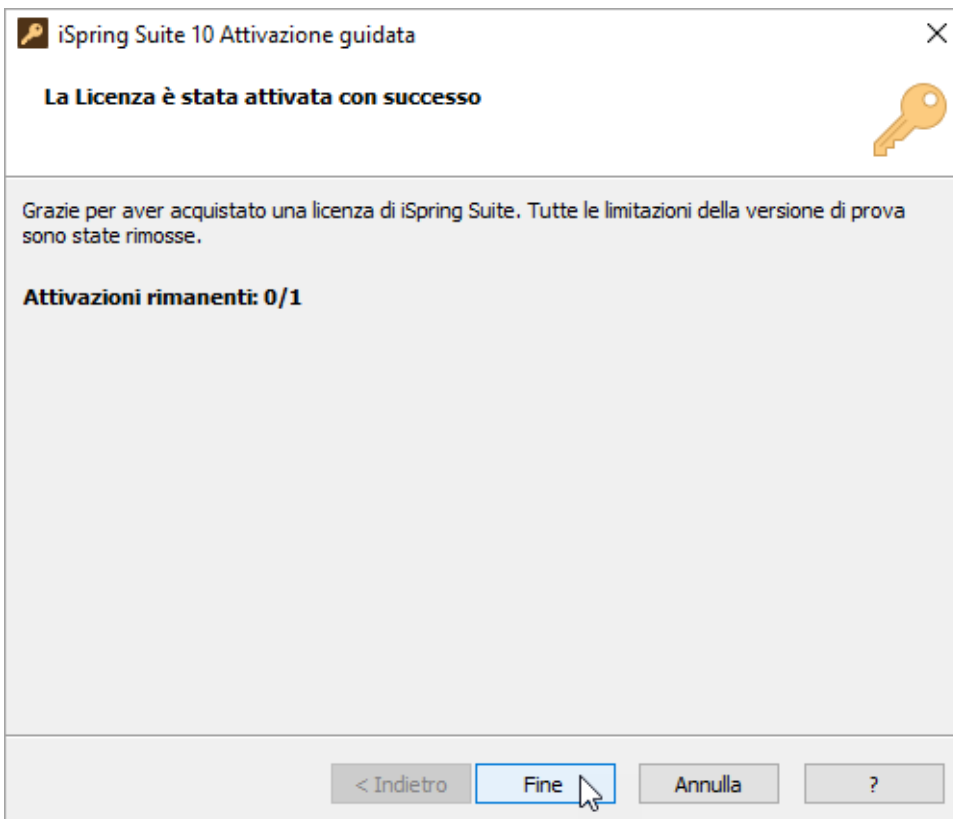 iSpring Suite 10 Attivazione guidata
La Licenza è stata attivata con successo
Grazie per aver acquistato una licenza di iSpring Suite. Tutte le limitazioni della versione di prova
sono state rimosse.
Attivazioni rimanenti: 0/1
< Indietro
Fine
Annulla
?